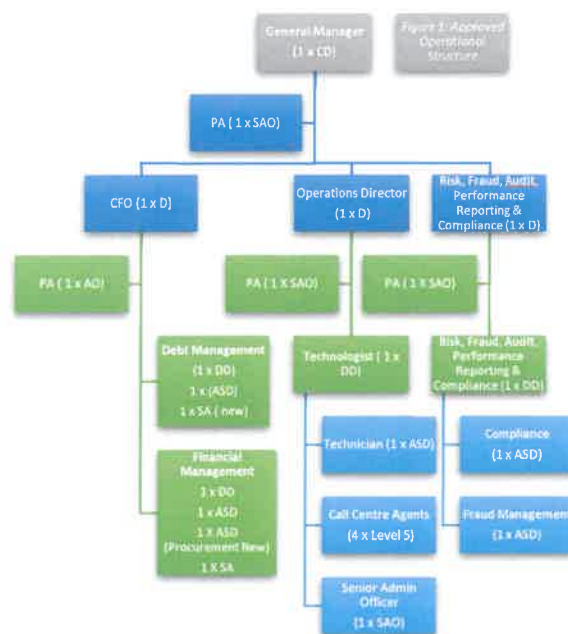 General Manager
(1 x CD)
Figure 1: Approved
Operational
Structure
PA ( 1 x SAO)
CFO (1 x D)
Operations Director
(1 x D)
Risk, Fraud, Audit,
Performance
Reporting &
Compliance (1 x D)
PA ( 1 x AO)
PA ( 1 X SAO)
PA ( 1 X SAO)
Debt Management
(1 x DD)
1 x (ASD)
1 x SA ( new)
Technologist ( 1 x
DD)
Risk, Fraud, Audit,
Performance
Reporting &
Compliance (1 x DD)
Financial
Management
1 x DD
1 x ASD
1 x ASD
(Procurement New)
1 X SA
Technician (1 x ASD)
Compliance
(1 x ASD)
Call Centre Agents
(4 x Level 5)
Fraud Management
(1 x ASD)
Senior Admin
Officer
(1 x SAO)